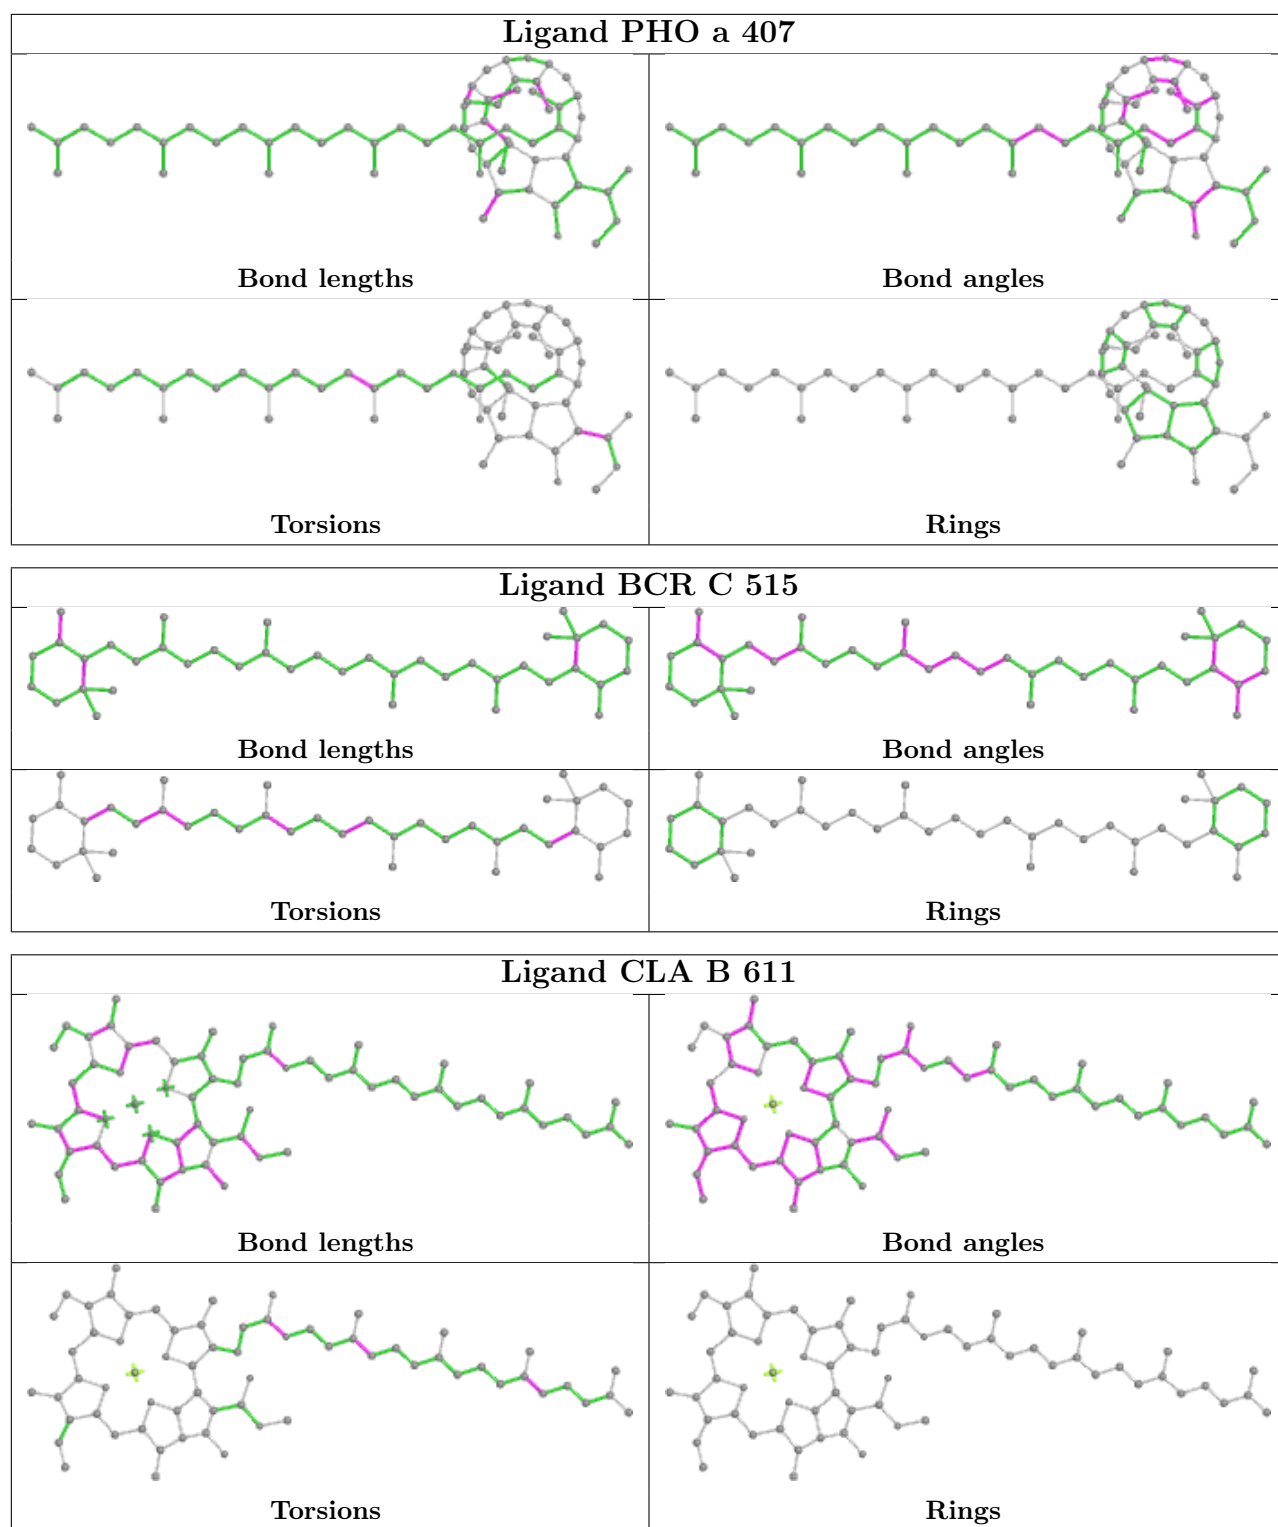 Ligand PHO a 407
Bond lengths
Bond angles
Torsions
Rings
Ligand BCR C 515
Bond lengths
Bond angles
Torsions
Rings
Ligand CLA B 611
Bond lengths
Bond angles
Torsions
Rings